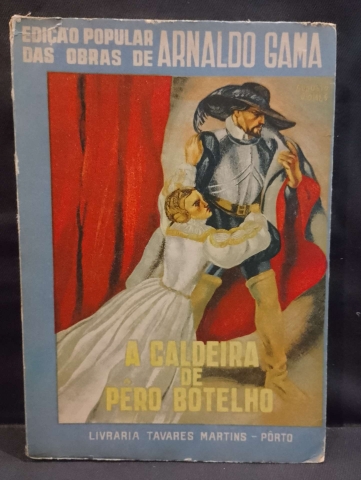 EDIÇÃO POPULAR
DAS OBRAS DE ARNALDO GAMA
A CALDEIRA
DE
PÊRO BOTELHO
LIVRARIA TAVARES MARTINS - PÔRTO